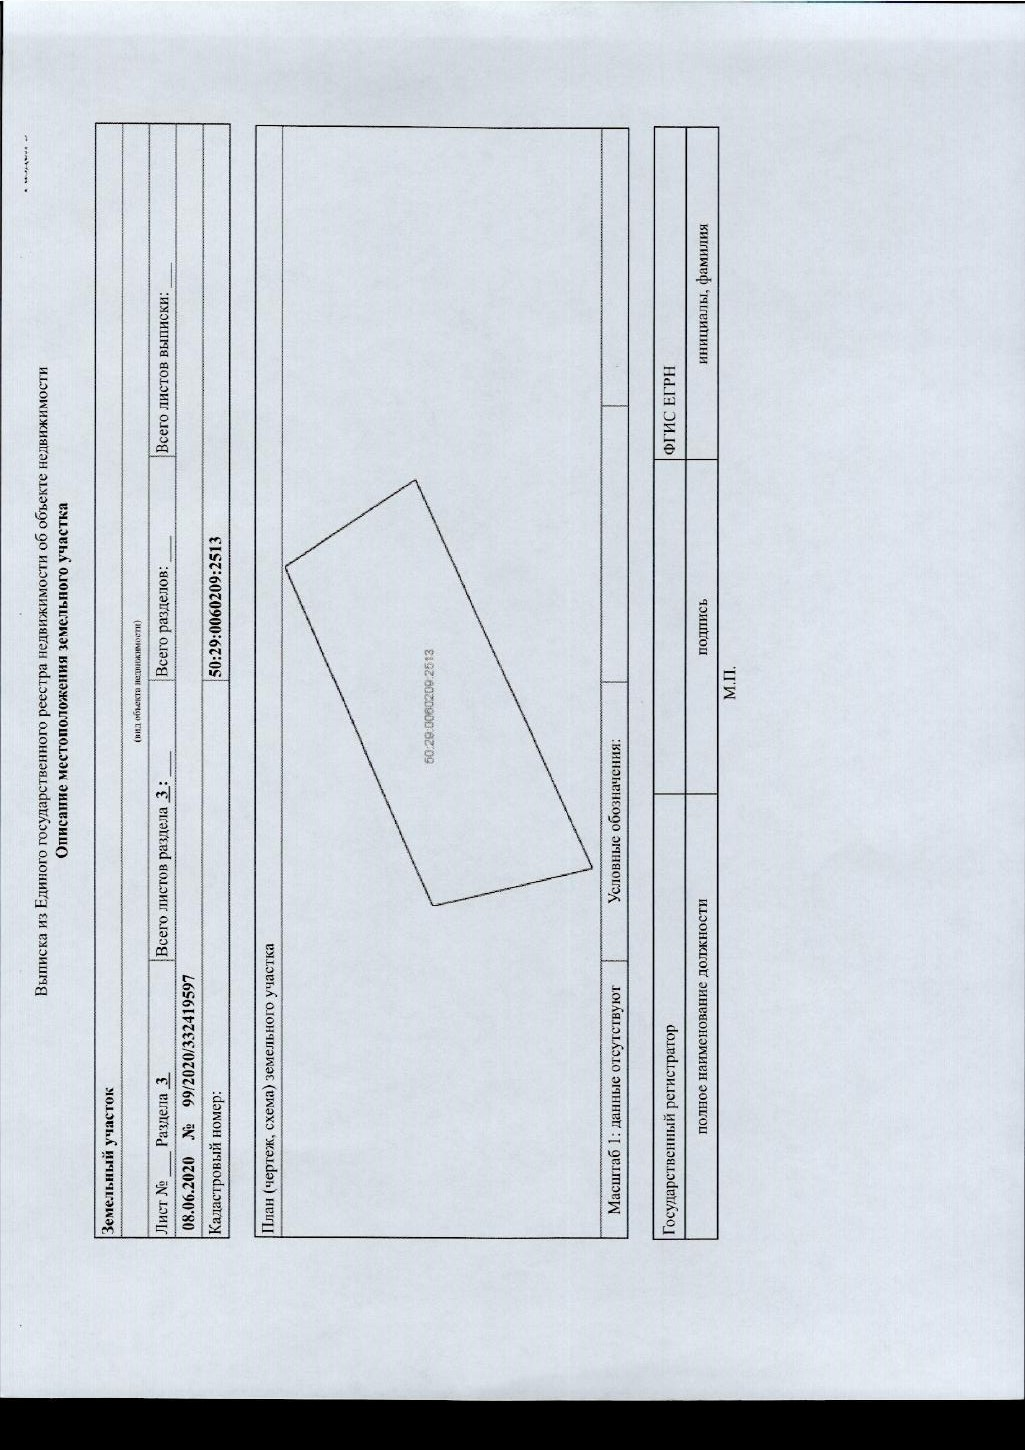 Выписка из Единого государственного реестра недвижимости об объекте недвижимости
Описание местоположения земельного участка
Земельный участок
(вид объекта недвижимости)
Лист № ___ Раздела 3 Всего листов раздела 3 : ___ Всего разделов: ___ Всего листов выписки: ___
08.06.2020 № 99/2020/332419597
Кадастровый номер: 50:29:0060209:2513
План (чертеж, схема) земельного участка
50:29:0060209:2513
Масштаб 1: данные отсутствуют Условные обозначения:
Государственный регистратор ФГИС ЕГРН
полное наименование должности подпись инициалы, фамилия
М.П.